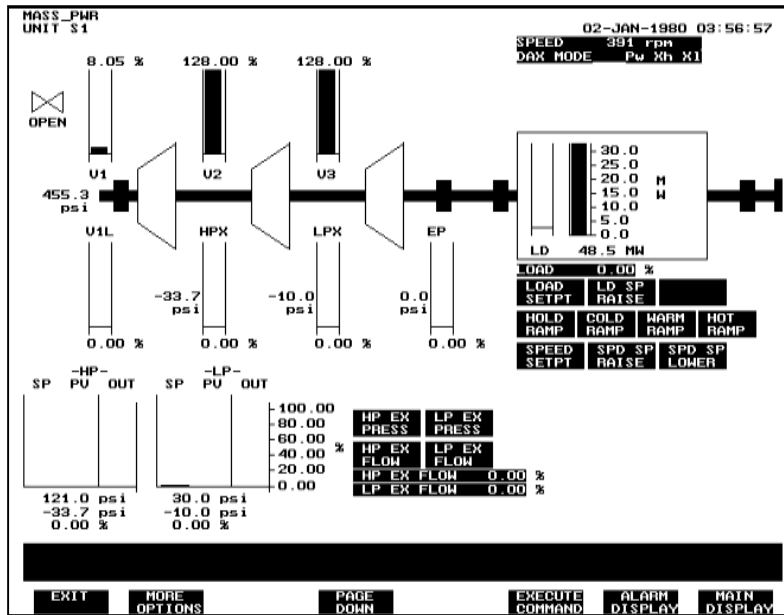 MASS_PWR
UNIT S1
02-JAN-1980 03:56:57
SPEED 391 rpm
DAX MODE Pw Xh Xl
8.05 % 128.00 % 128.00 %
OPEN
V1 V2 V3
455.3
psi
30.0
25.0
20.0
15.0
10.0
5.0
0.0
M
W
LD 48.5 MW
V1L HPX LPX EP
-33.7
psi
-10.0
psi
0.0
psi
0.00 % 0.00 % 0.00 % 0.00 %
LOAD 0.00 %
LOAD
SETPT
LD SP
RAISE
HOLD
RAMP
COLD
RAMP
WARM
RAMP
HOT
RAMP
SPEED
SETPT
SPD SP
RAISE
SPD SP
LOWER
-HP-
SP PV OUT
-LP-
SP PV OUT
100.00
80.00
60.00
40.00
20.00
0.00
%
121.0 psi
-33.7 psi
0.00 %
30.0 psi
-10.0 psi
0.00 %
HP EX
PRESS
LP EX
PRESS
HP EX
FLOW
LP EX
FLOW
HP EX FLOW 0.00 %
LP EX FLOW 0.00 %
EXIT
MORE
OPTIONS
PAGE
DOWN
EXECUTE
COMMAND
ALARM
DISPLAY
MAIN
DISPLAY